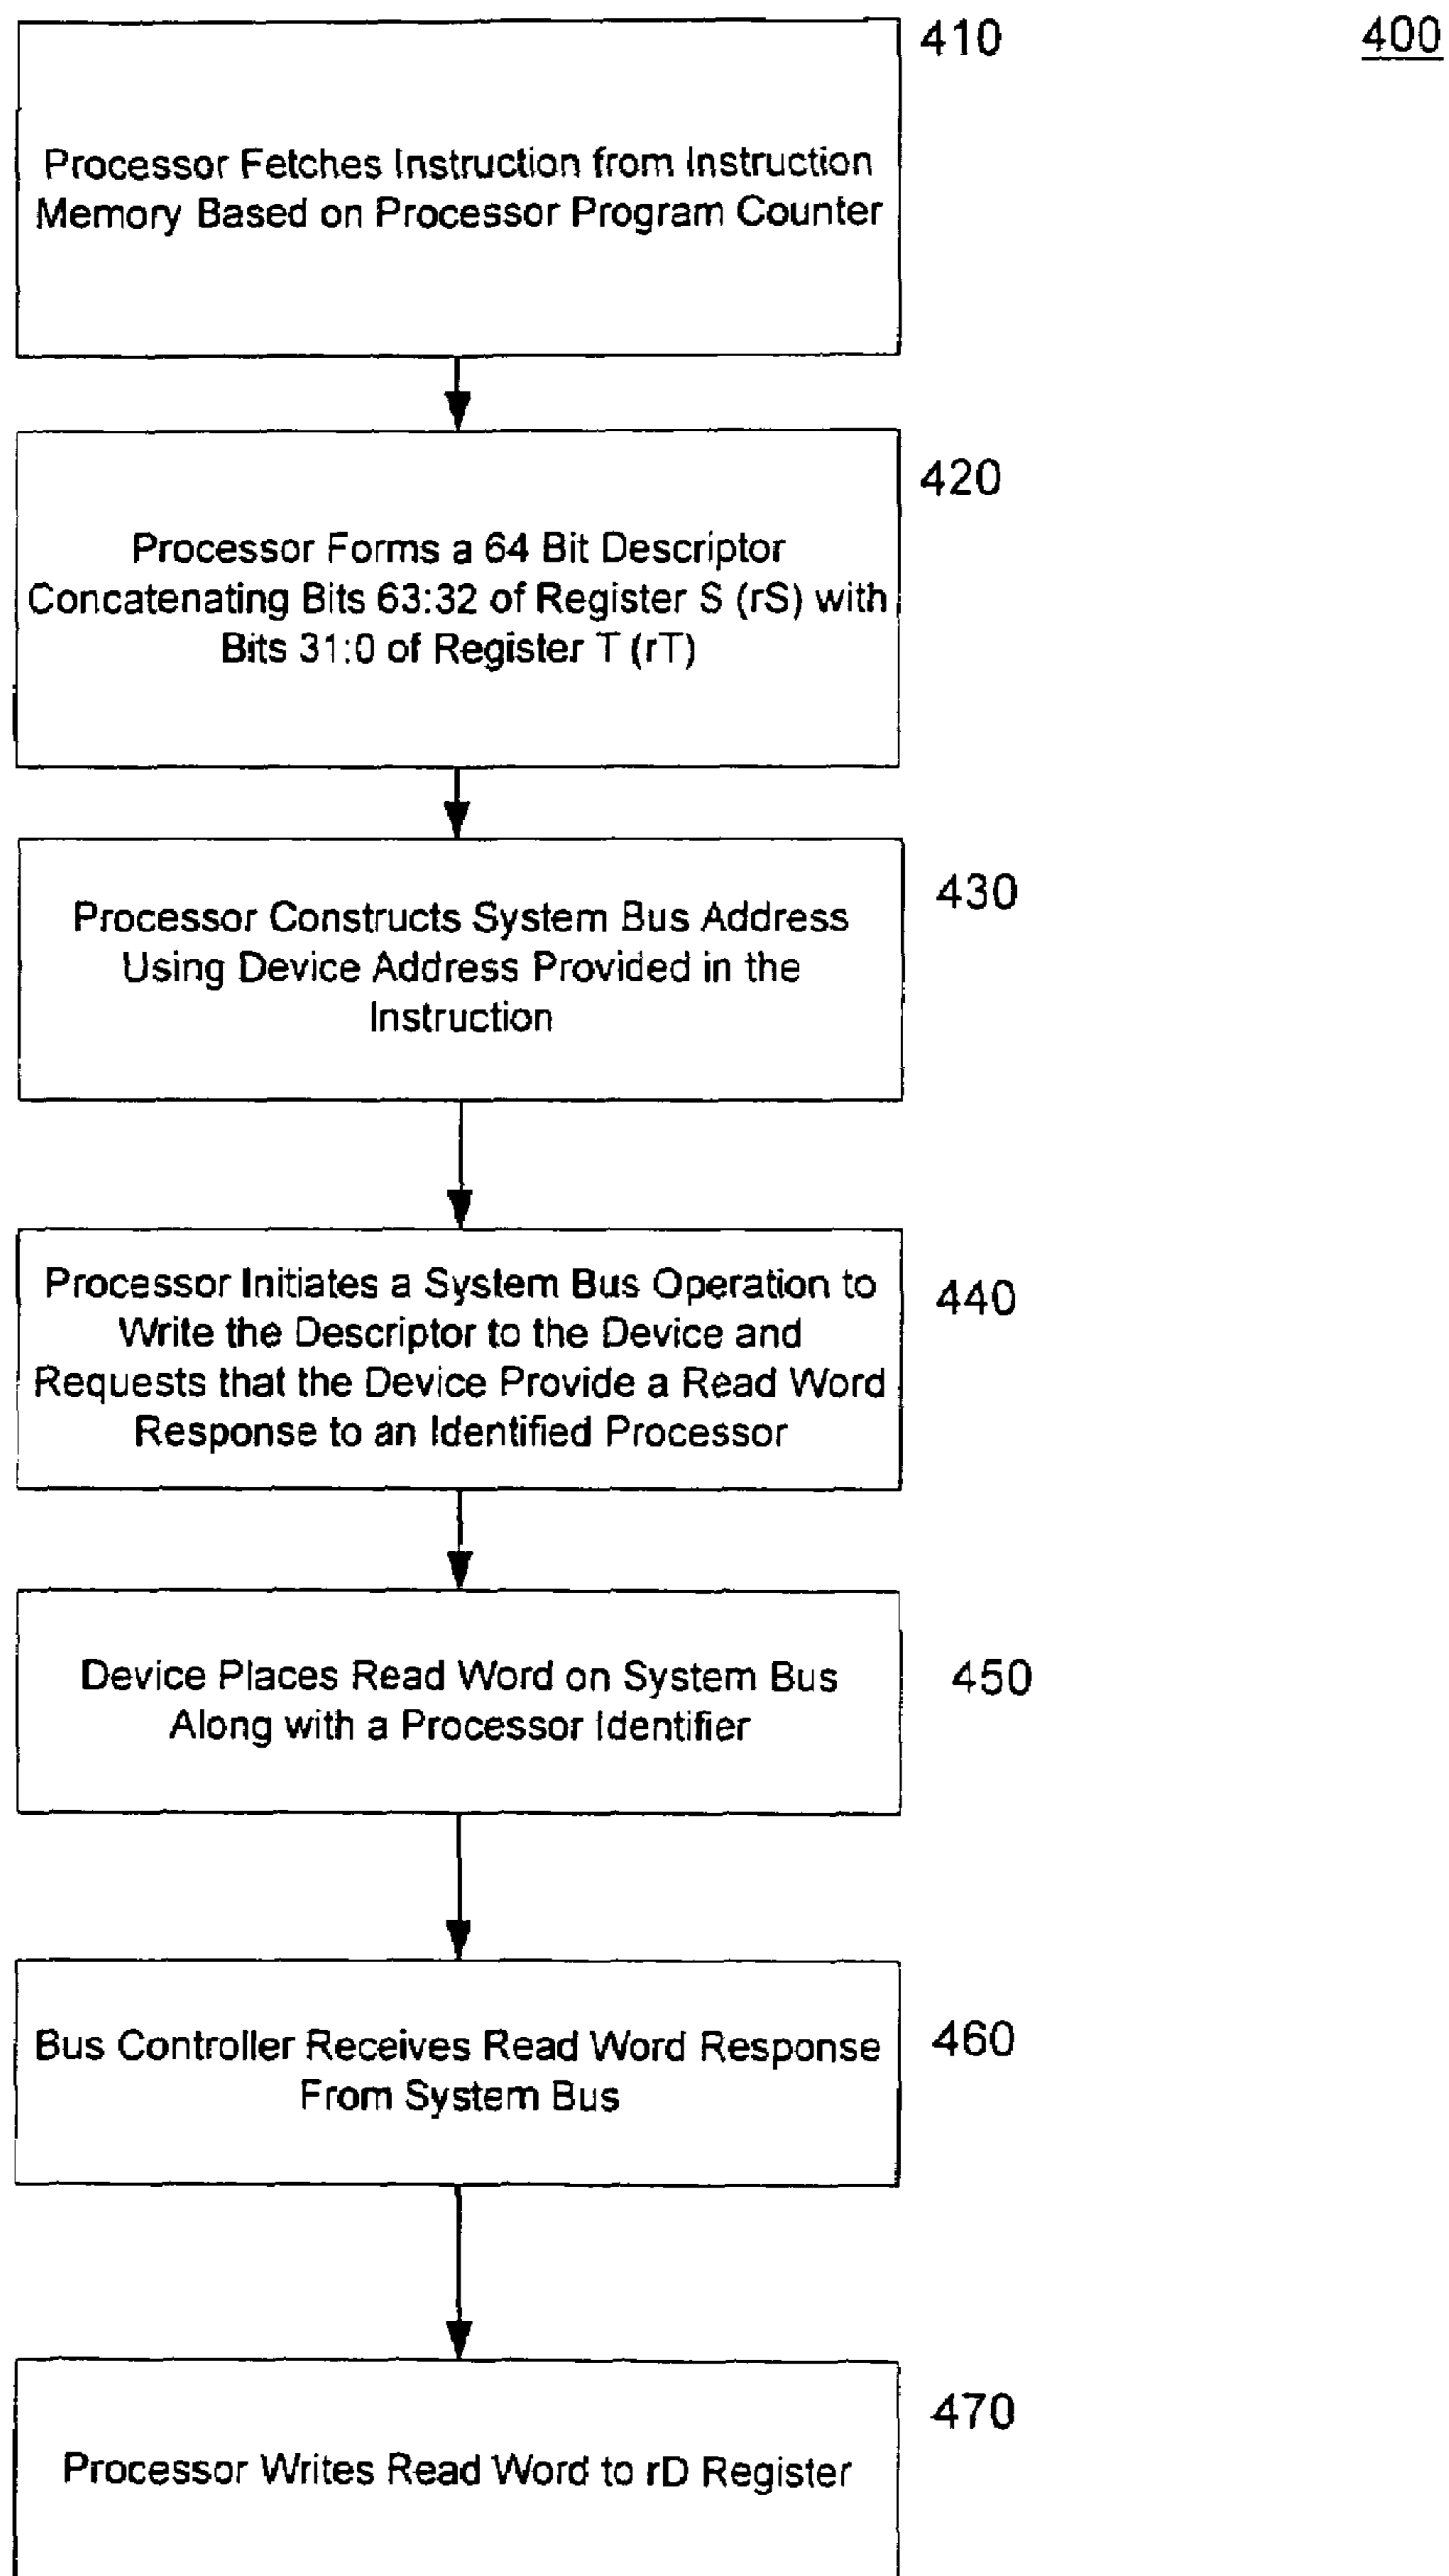 410
400
Processor Fetches Instruction from Instruction
Memory Based on Processor Program Counter
420
Processor Forms a 64 Bit Descriptor
Concatenating Bits 63:32 of Register S (rS) with
Bits 31:0 of Register T (rT)
430
Processor Constructs System Bus Address
Using Device Address Provided in the
Instruction
440
Processor Initiates a System Bus Operation to
Write the Descriptor to the Device and
Requests that the Device Provide a Read Word
Response to an Identified Processor
450
Device Places Read Word on System Bus
Along with a Processor Identifier
460
Bus Controller Receives Read Word Response
From System Bus
470
Processor Writes Read Word to rD Register